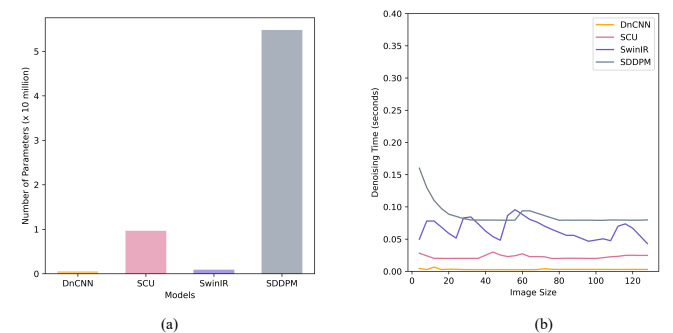 Number of Parameters (x 10 million)
5
4
3
2
1
0
DnCNN SCU SwinIR SDDPM
Models
(a)
Denoising Time (seconds)
0.40
0.35
0.30
0.25
0.20
0.15
0.10
0.05
0.00
0 20 40 60 80 100 120
Image Size
DnCNN
SCU
SwinIR
SDDPM
(b)